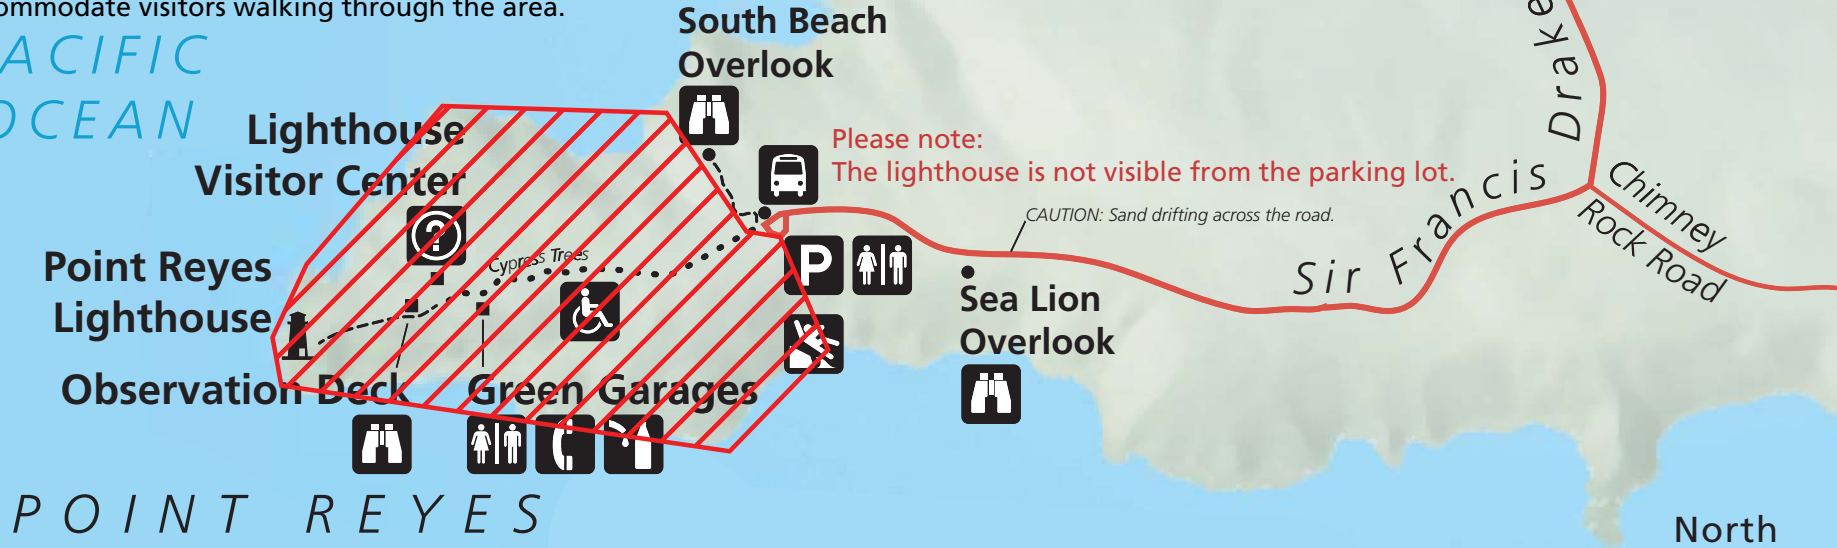 ommodate visitors walking through the area.
ACIFIC
OCEAN
South Beach
Overlook
Lighthouse
Visitor Center
Please note:
The lighthouse is not visible from the parking lot.
CAUTION: Sand drifting across the road.
Sir Francis Drake
Chimney
Rock Road
Cypress Trees
?
P
Point Reyes
Lighthouse
Sea Lion
Overlook
Observation Deck
Green Garages
POINT REYES
North